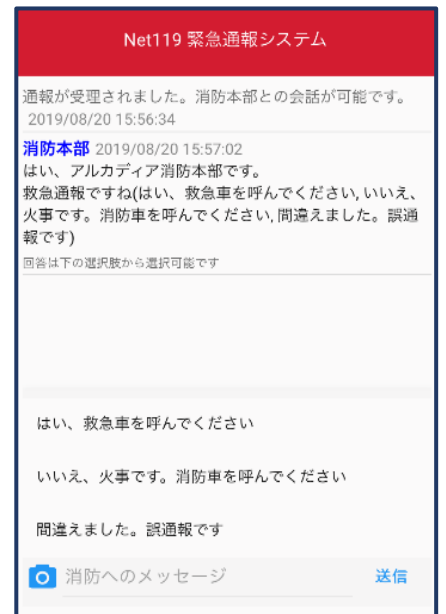 Net119 緊急通報システム
通報が受理されました。消防本部との会話が可能です。
2019/08/20 15:56:34
消防本部 2019/08/20 15:57:02
はい、アルカディア消防本部です。
救急通報ですね(はい、救急車を呼んでください, いいえ、
火事です。消防車を呼んでください, 間違えました。誤通
報です)
回答は下の選択肢から選択可能です
はい、救急車を呼んでください
いいえ、火事です。消防車を呼んでください
間違えました。誤通報です
消防へのメッセージ 送信